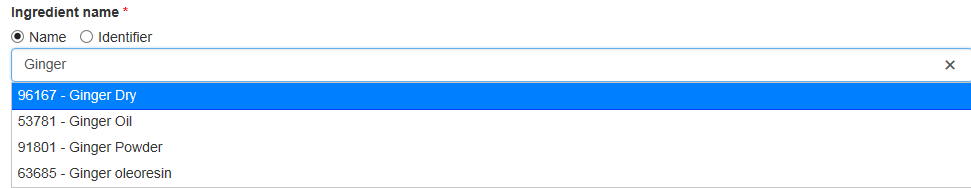 Ingredient name *
Name Identifier
Ginger
96167 - Ginger Dry
53781 - Ginger Oil
91801 - Ginger Powder
63685 - Ginger oleoresin